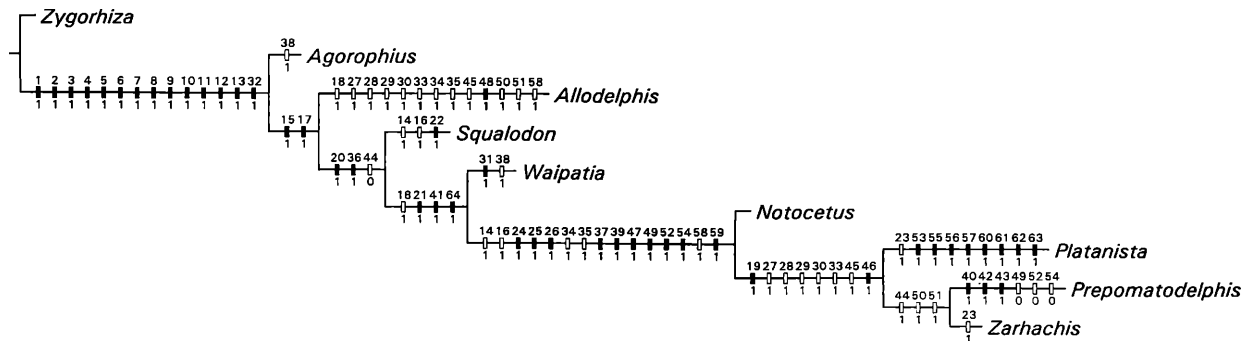 Zygorhiza
38
1
Agorophius
1 2 3 4 5 6 7 8 9 10 11 12 13 32
1 1 1 1 1 1 1 1 1 1 1 1 1 1
18 27 28 29 30 33 34 35 45 48 50 51 58
1 1 1 1 1 1 1 1 1 1 1 1 1
Allodelphis
15 17
1 1
14 16 22
1 1 1
Squalodon
20 36 44
1 1 0
31 38
1 1
Waipatia
18 21 41 64
1 1 1 1
Notocetus
14 16 24 25 26 34 35 37 39 47 49 52 54 58 59
1 1 1 1 1 1 1 1 1 1 1 1 1 1 1
23 53 55 56 57 60 61 62 63
1 1 1 1 1 1 1 1 1
Platanista
19 27 28 29 30 33 45 46
1 1 1 1 1 1 1 1
40 42 43 49 52 54
1 1 1 0 0 0
Prepomatodelphis
44 50 51
1 1 1
23
1
Zarhachis